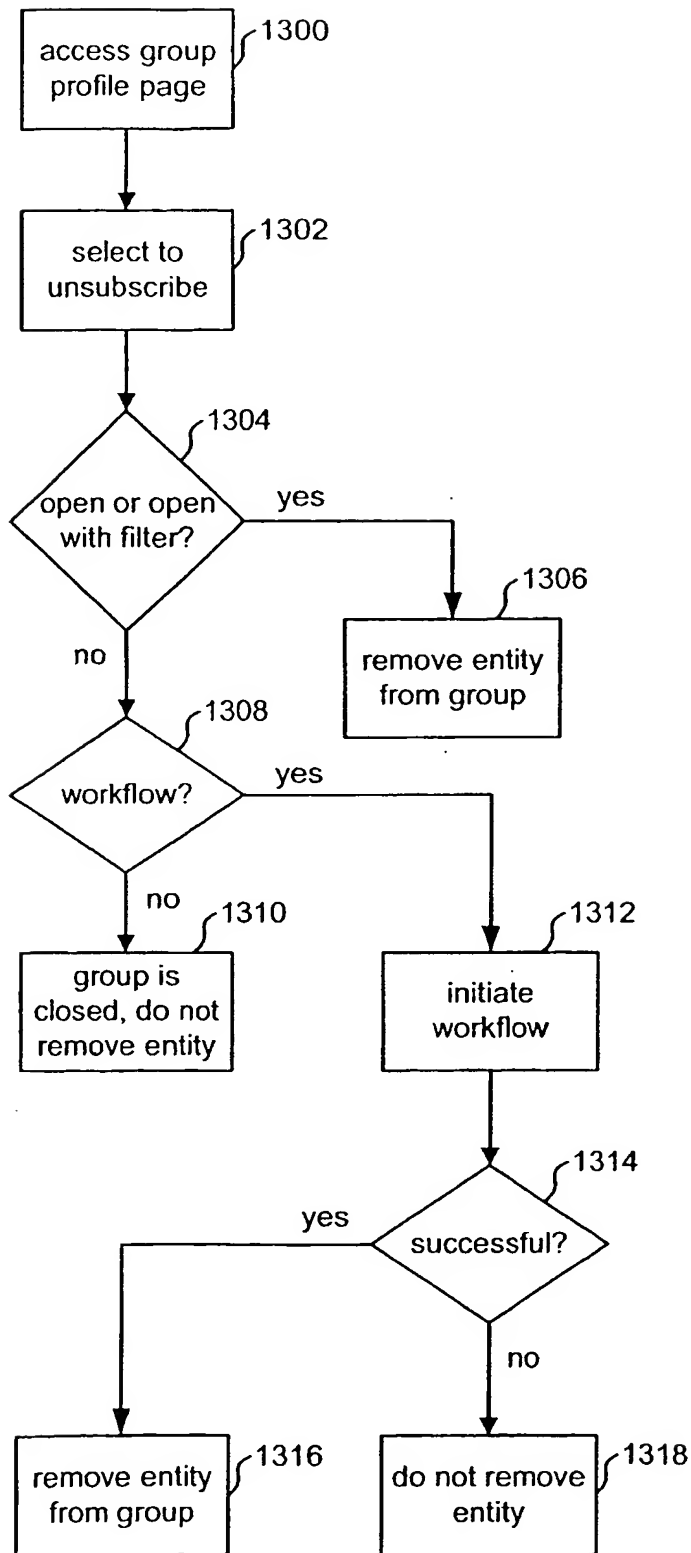 1300
access group
profile page
1302
select to
unsubscribe
1304
open or open
with filter?
yes
1306
remove entity
from group
no
1308
workflow?
yes
no
1310
group is
closed, do not
remove entity
1312
initiate
workflow
1314
successful?
yes
no
1316
remove entity
from group
1318
do not remove
entity